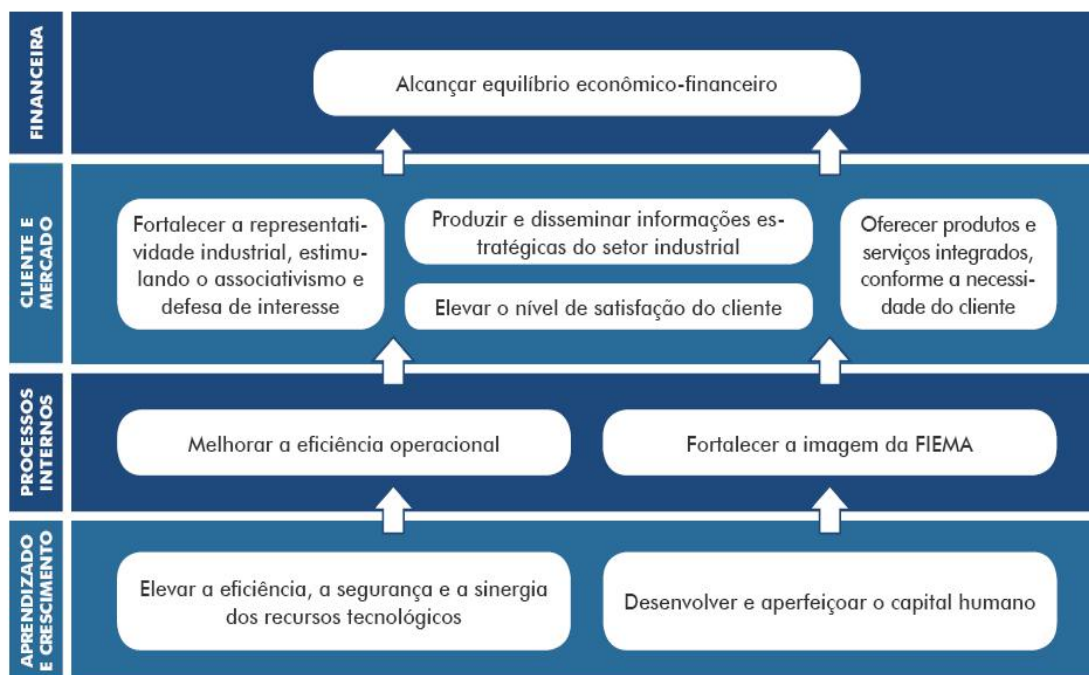 FINANCEIRA
Alcançar equilíbrio econômico-financeiro
CLIENTE E
MERCADO
Fortalecer a representati-
vidade industrial, estimu-
lando o associativismo e
defesa de interesse
Produzir e disseminar informações es-
tratégicas do setor industrial
Elevar o nível de satisfação do cliente
Oferecer produtos e
serviços integrados,
conforme a necessi-
dade do cliente
PROCESSOS
INTERNOS
Melhorar a eficiência operacional
Fortalecer a imagem da FIEMA
APRENDIZADO
E CRESCIMENTO
Elevar a eficiência, a segurança e a sinergia
dos recursos tecnológicos
Desenvolver e aperfeiçoar o capital humano